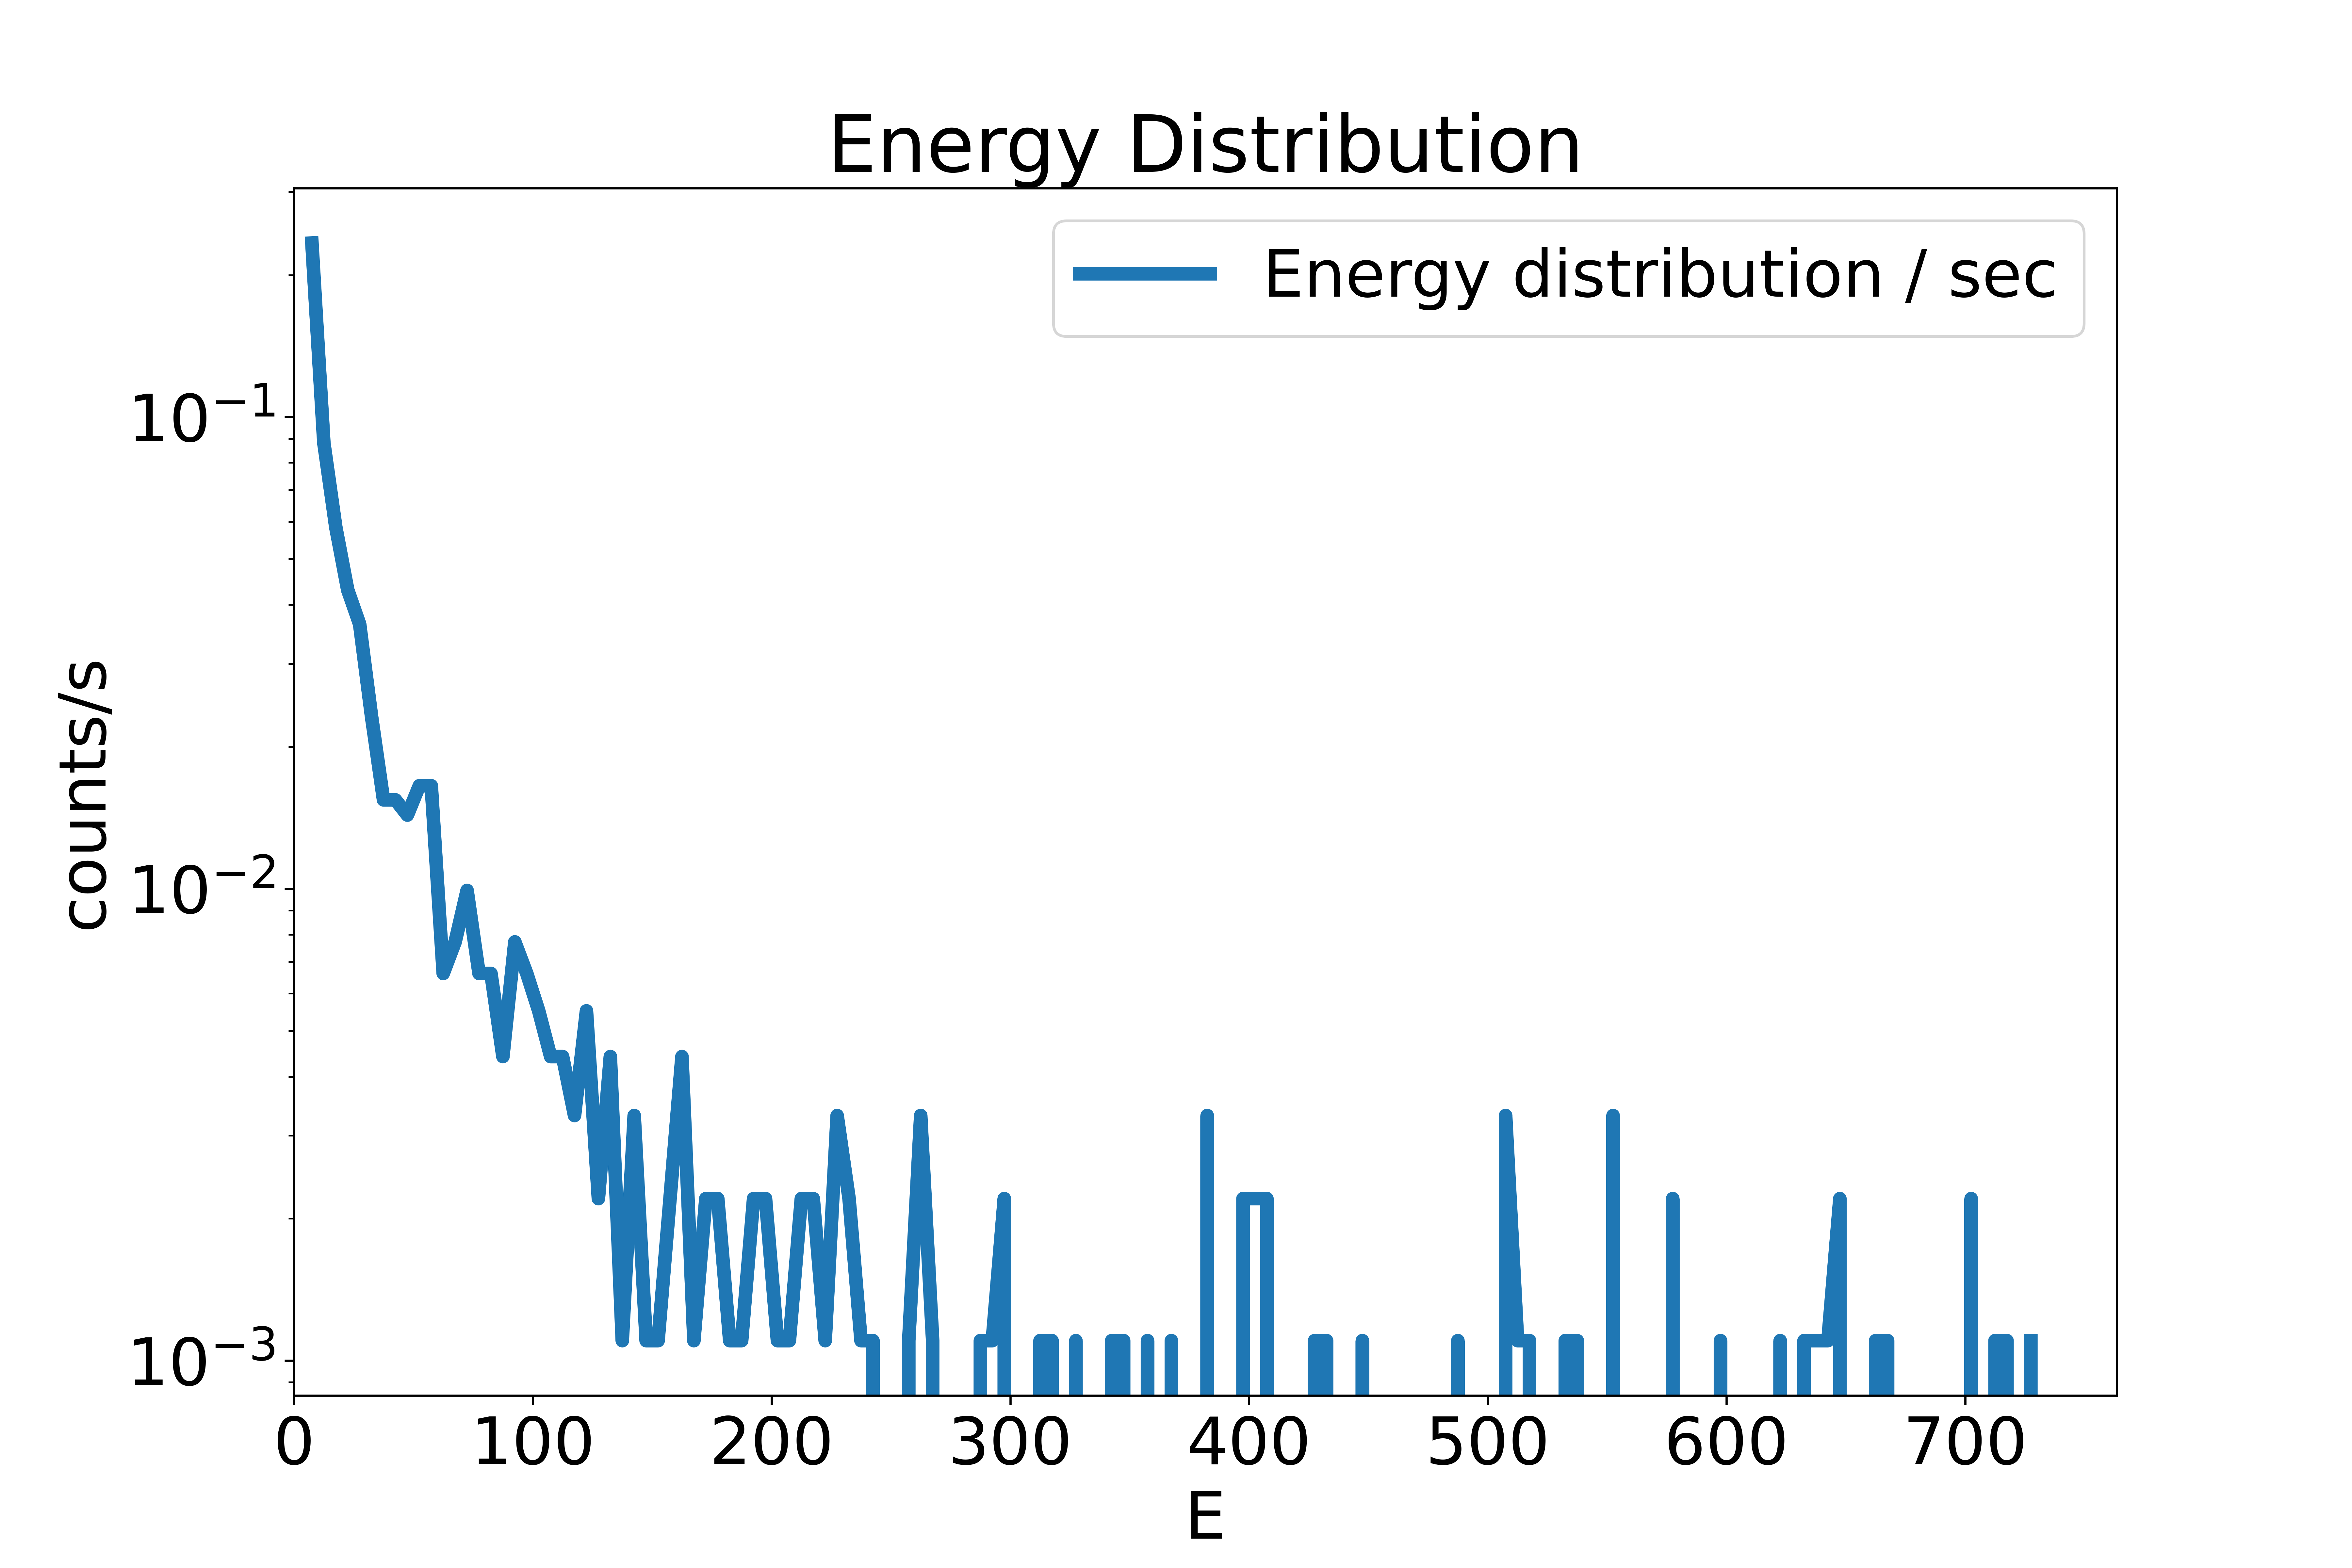 Energy Distribution
Energy distribution / sec
counts/s
10⁻¹
10⁻²
10⁻³
0 100 200 300 400 500 600 700
E